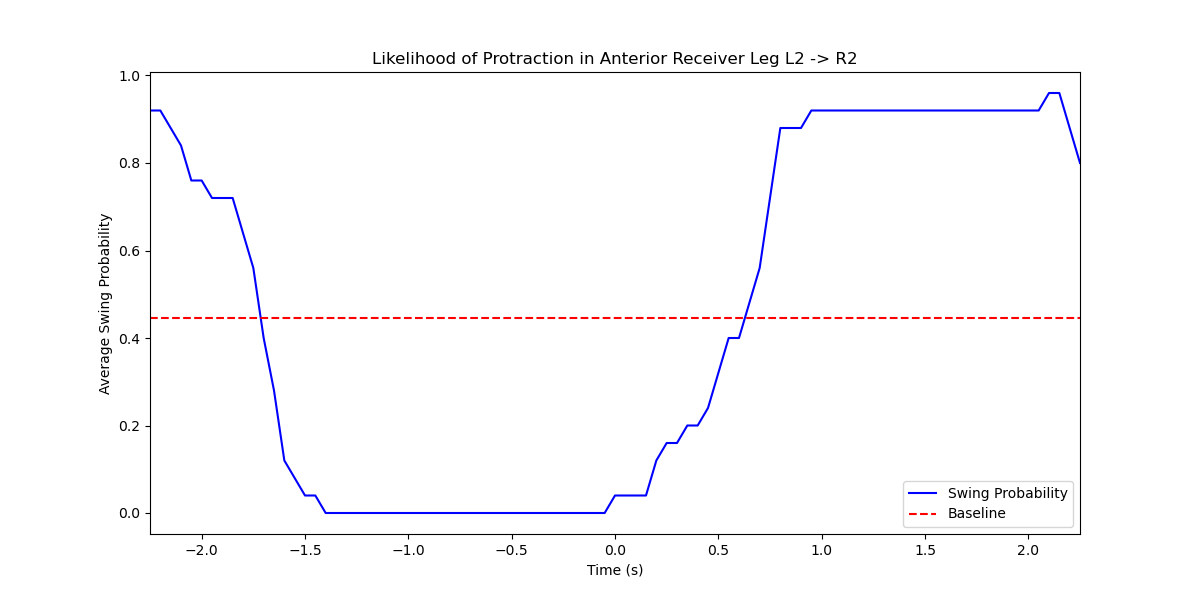 Likelihood of Protraction in Anterior Receiver Leg L2 -> R2
1.0
0.8
0.6
0.4
0.2
0.0
Average Swing Probability
−2.0 −1.5 −1.0 −0.5 0.0 0.5 1.0 1.5 2.0
Time (s)
Swing Probability
Baseline